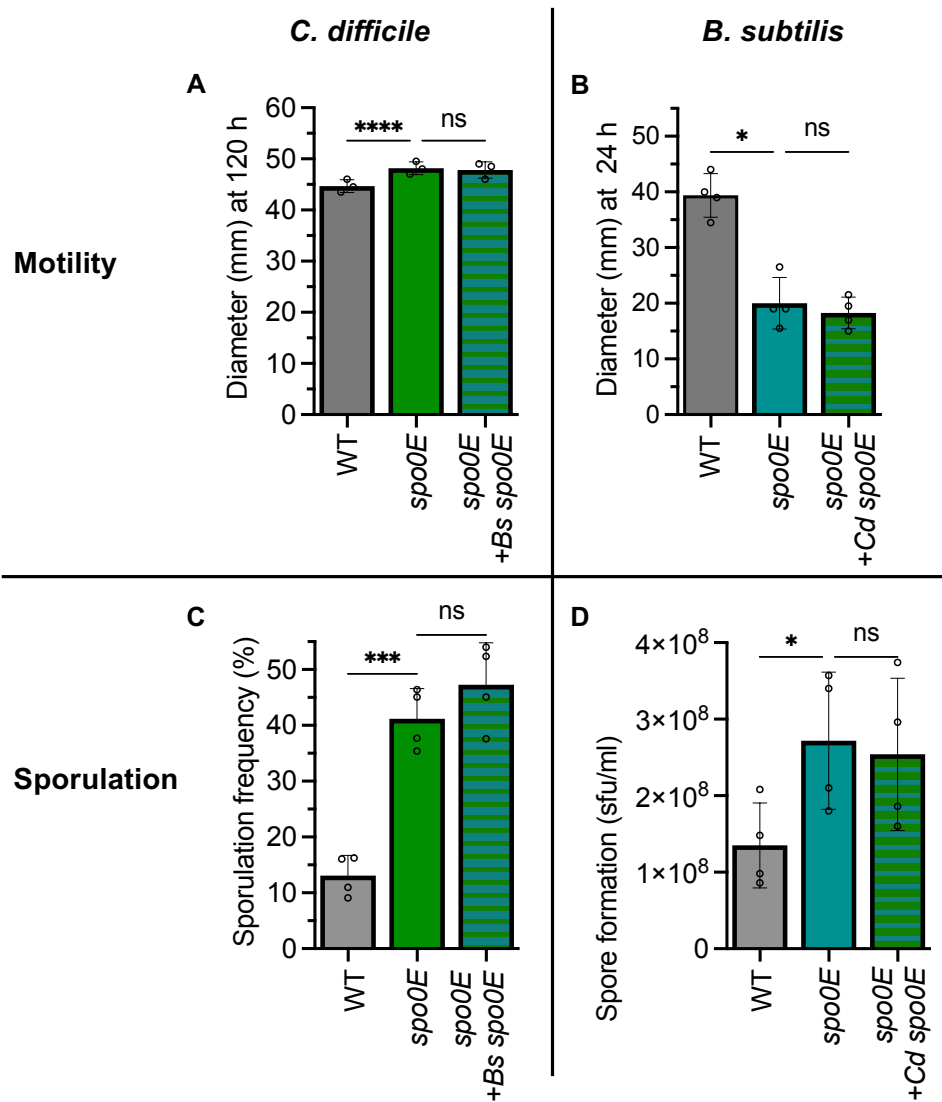 C. difficile
B. subtilis
Motility
A
Diameter (mm) at 120 h
60
50
40
30
20
10
0
****
ns
WT
spo0E
spo0E
+Bs spo0E
B
Diameter (mm) at 24 h
50
40
30
20
10
0
*
ns
WT
spo0E
spo0E
+Cd spo0E
Sporulation
C
Sporulation frequency (%)
50
40
30
20
10
0
***
ns
WT
spo0E
spo0E
+Bs spo0E
D
Spore formation (sfu/ml)
4×10⁸
3×10⁸
2×10⁸
1×10⁸
0
*
ns
WT
spo0E
spo0E
+Cd spo0E